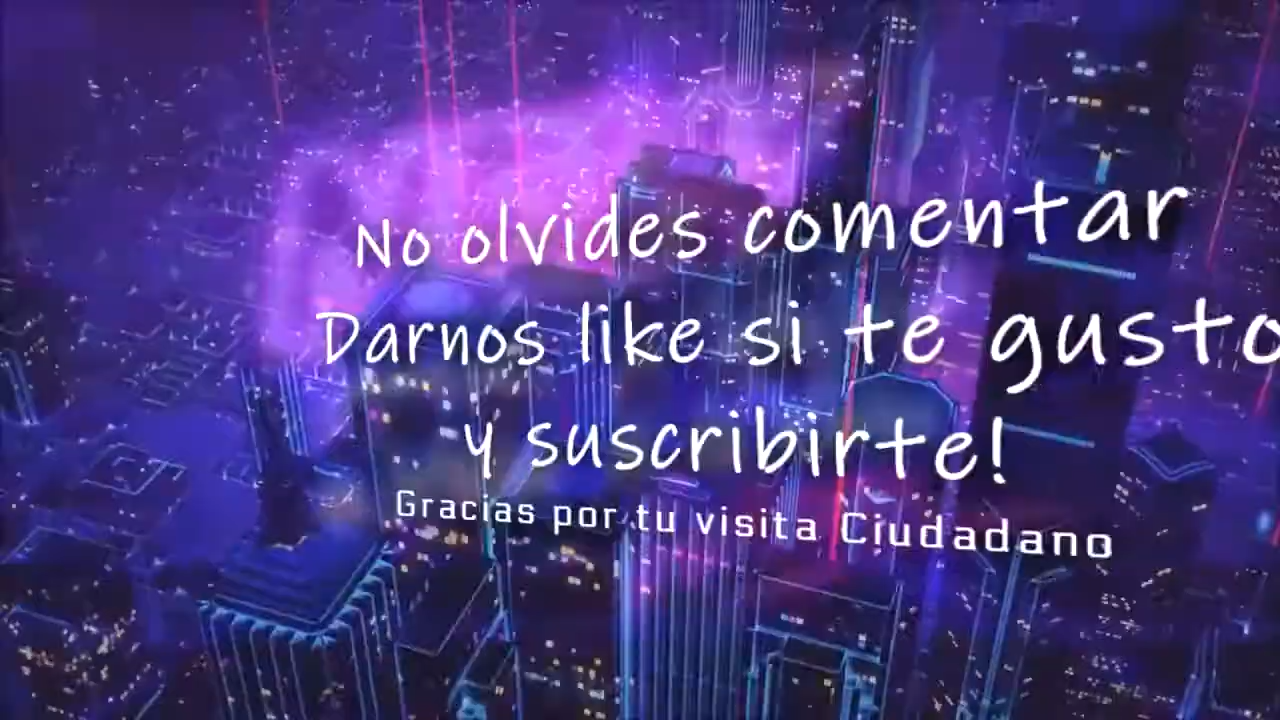 No olvides comentar
Darnos like si te gusto
y suscribirte!
Gracias por tu visita Ciudadano